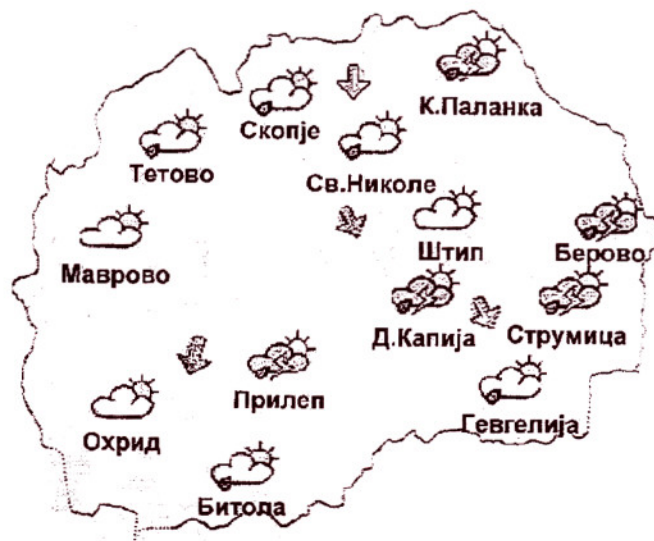 К.Паланка
Скопје
Тетово
Св.Николе
Штип
Берово
Маврово
Д.Капија
Струмица
Прилеп
Гевгелија
Охрид
Битола